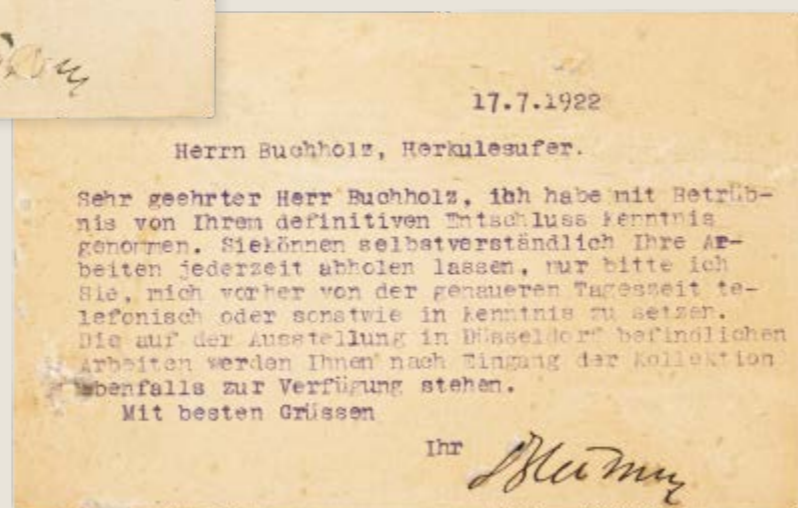 17.7.1922
Herrn Buchholz, Herkulesufer.
Sehr geehrter Herr Buchholz, ihh habe mit Betrüb-
nis von Ihrem definitiven Entschluss Kenntnis
genommen. Siekönnen selbstverständlich Ihre Ar-
beiten jederzeit abholen lassen, nur bitte ich
Sie, mich vorher von der genaueren Tageszeit te-
lefonisch oder sonstwie in Kenntnis zu setzen.
Die auf der Ausstellung in Düsseldorf befindlichen
Arbeiten werden Ihnen nach Eingang der Kollektion
ebenfalls zur Verfügung stehen.
Mit besten Grüssen
Ihr